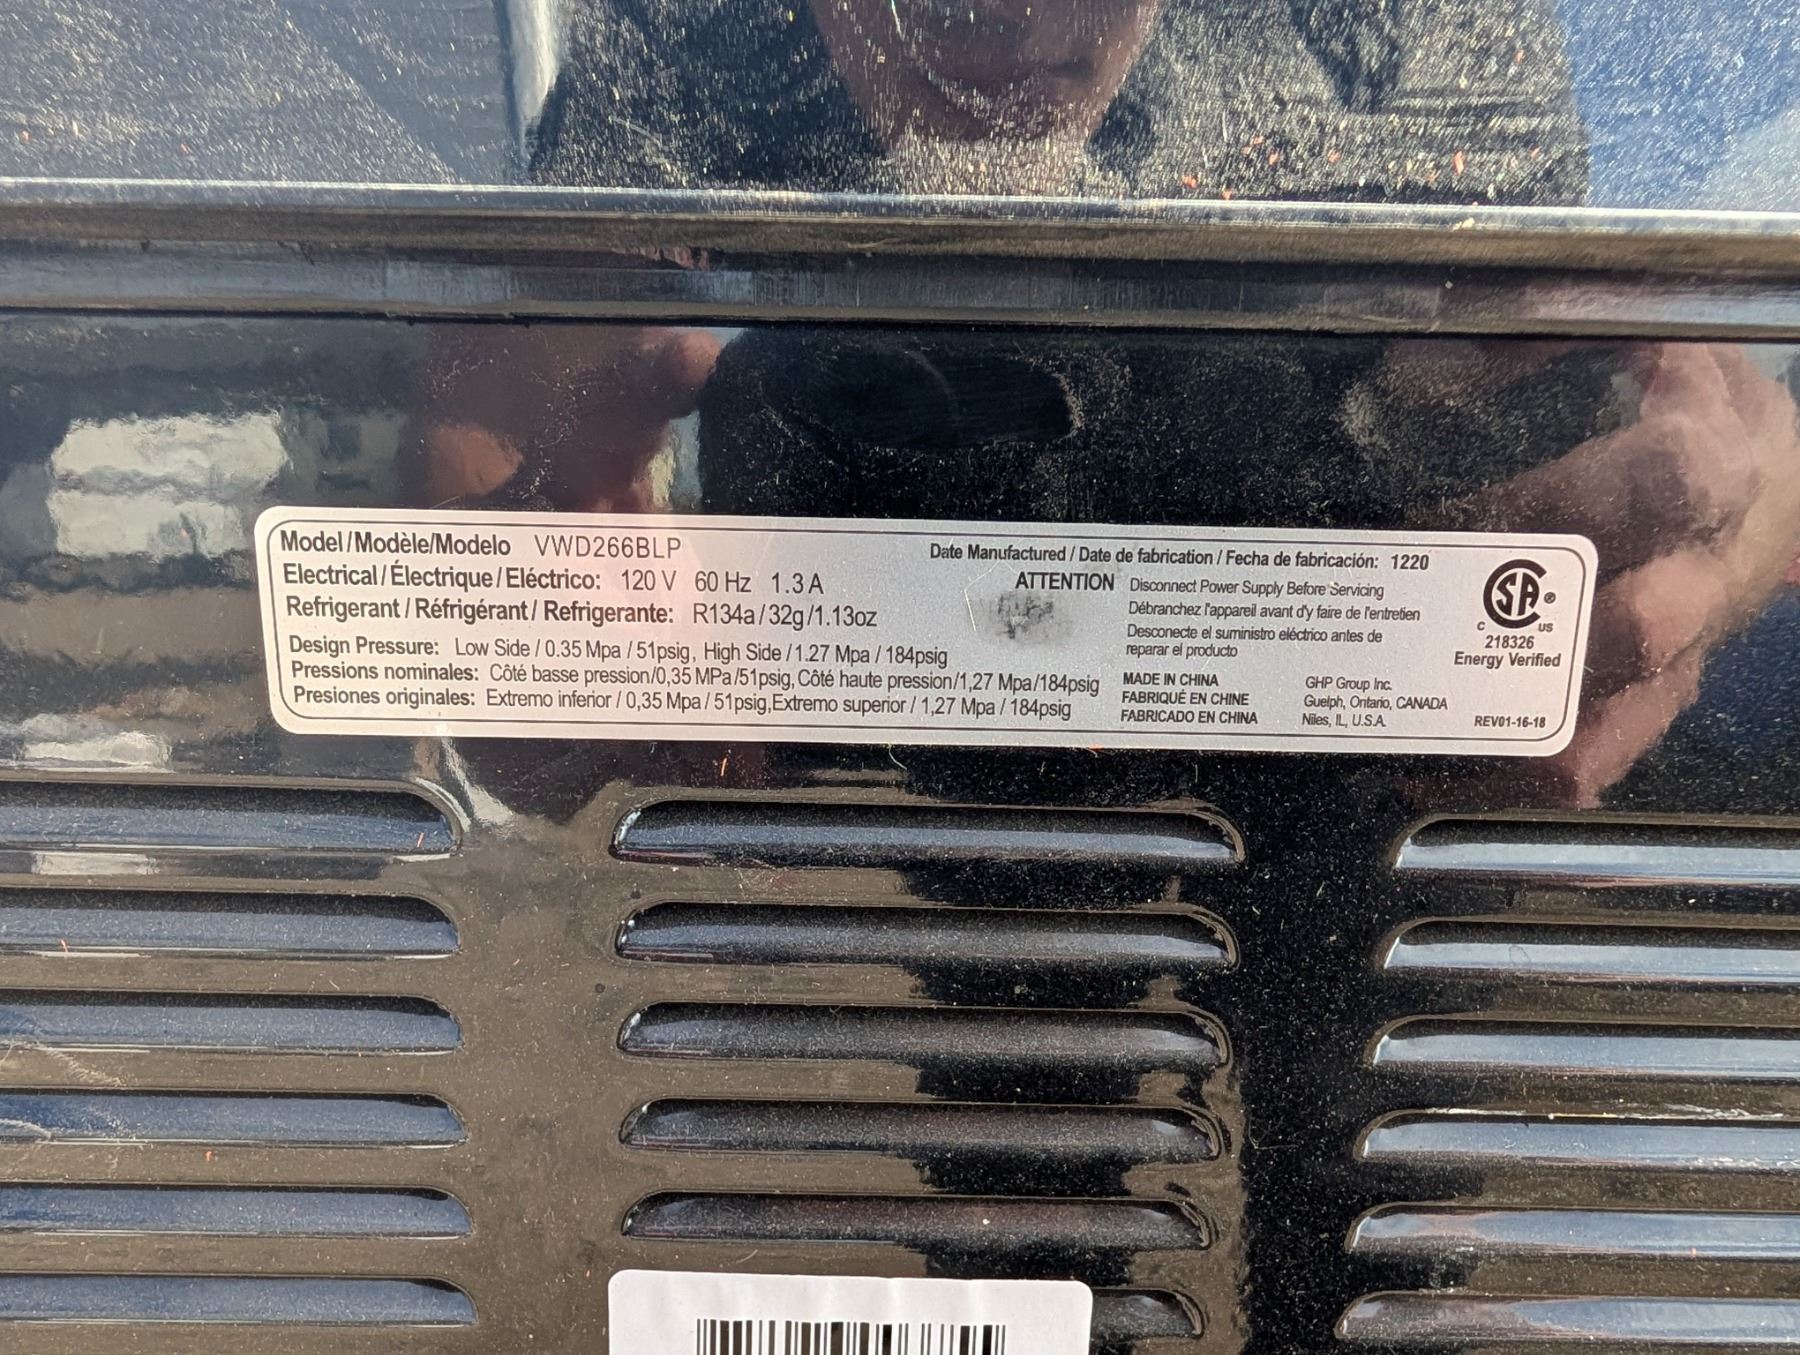 Model/Modèle/Modelo VWD266BLP
Electrical/Électrique/Eléctrico: 120 V 60 Hz 1.3 A
Refrigerant/Réfrigérant/Refrigerante: R134a/32g/1.13oz
Design Pressure: Low Side / 0.35 Mpa / 51psig, High Side / 1.27 Mpa / 184psig
Pressions nominales: Côté basse pression/0,35 MPa/51psig, Côté haute pression/1,27 Mpa/184psig
Presiones originales: Extremo inferior / 0,35 Mpa / 51psig,Extremo superior / 1,27 Mpa / 184psig
Date Manufactured / Date de fabrication / Fecha de fabricación: 1220
ATTENTION Disconnect Power Supply Before Servicing
Débranchez l'appareil avant d'y faire de l'entretien
Desconecte el suministro eléctrico antes de
reparar el producto
MADE IN CHINA
FABRIQUÉ EN CHINE
FABRICADO EN CHINA
GHP Group Inc.
Guelph, Ontario, CANADA
Niles, IL, U.S.A.
SA®
C US
218326
Energy Verified
REV01-16-18